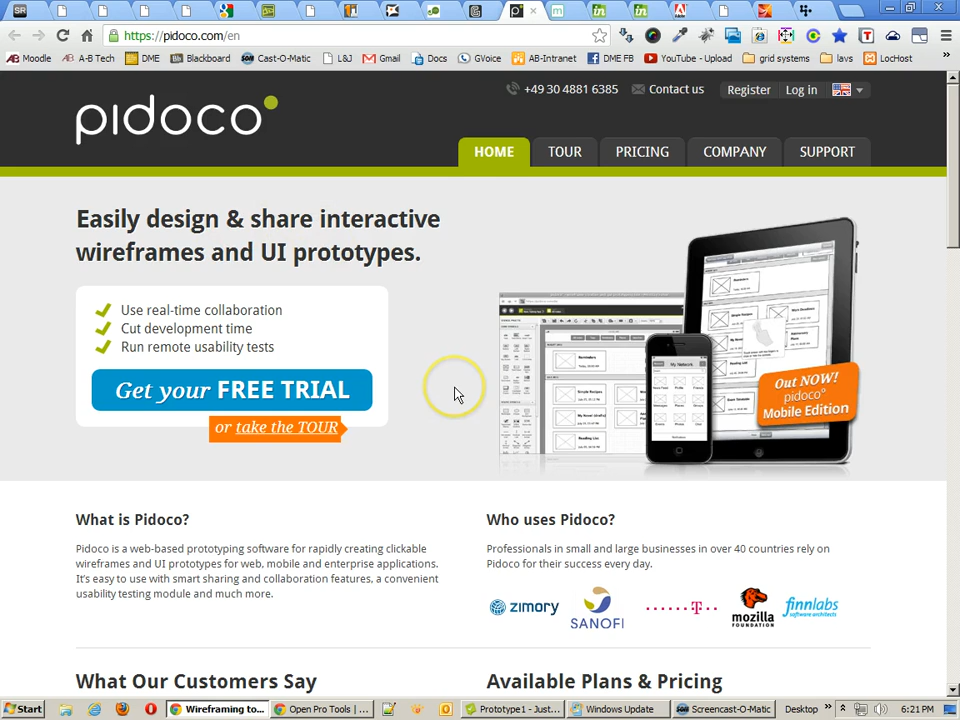 https://pidoco.com/en
Moodle A-B Tech DME Blackboard Cast-O-Matic L&J Gmail Docs GVoice AB-Intranet DME FB YouTube - Upload grid systems lavs LocHost »
+49 30 4881 6385 Contact us Register Log in
pidoco
HOME TOUR PRICING COMPANY SUPPORT
Easily design & share interactive
wireframes and UI prototypes.
Use real-time collaboration
Cut development time
Run remote usability tests
Get your FREE TRIAL
or take the TOUR
My Network
Out NOW!
pidoco
Mobile Edition
What is Pidoco?
Pidoco is a web-based prototyping software for rapidly creating clickable
wireframes and UI prototypes for web, mobile and enterprise applications.
It's easy to use with smart sharing and collaboration features, a convenient
usability testing module and much more.
Who uses Pidoco?
Professionals in small and large businesses in over 40 countries rely on
Pidoco for their success every day.
zimory SANOFI T mozilla FOUNDATION finnlabs software architects
What Our Customers Say
Available Plans & Pricing
Start Wireframing to... Open Pro Tools | ... Prototype1 - Just... Windows Update Screencast-O-Matic Desktop » 6:21 PM